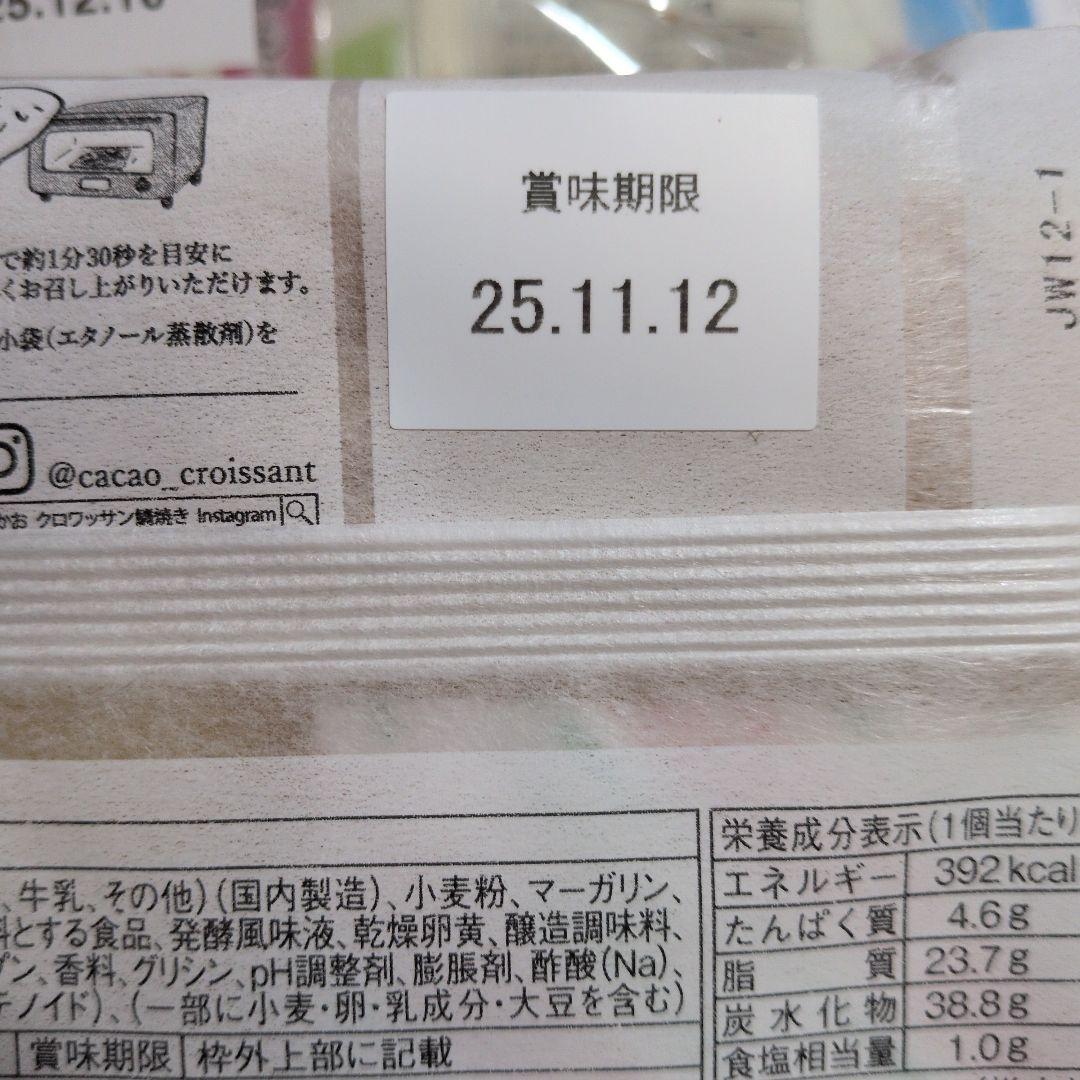 25.12.10
賞味期限
25.11.12
JW12-1
で約1分30秒を目安に
くお召し上がりいただけます。
小袋(エタノール蒸散剤)を
@cacao_croissant
かお クロワッサン鯛焼き Instagram
、牛乳、その他)(国内製造)、小麦粉、マーガリン、
料とする食品、発酵風味液、乾燥卵黄、醸造調味料、
プン、香料、グリシン、pH調整剤、膨脹剤、酢酸(Na)、
テノイド)、(一部に小麦・卵・乳成分・大豆を含む)
賞味期限 枠外上部に記載
栄養成分表示(1個当たり
エネルギー 392kcal
たんぱく質 4.6g
脂質 23.7g
炭水化物 38.8g
食塩相当量 1.0g